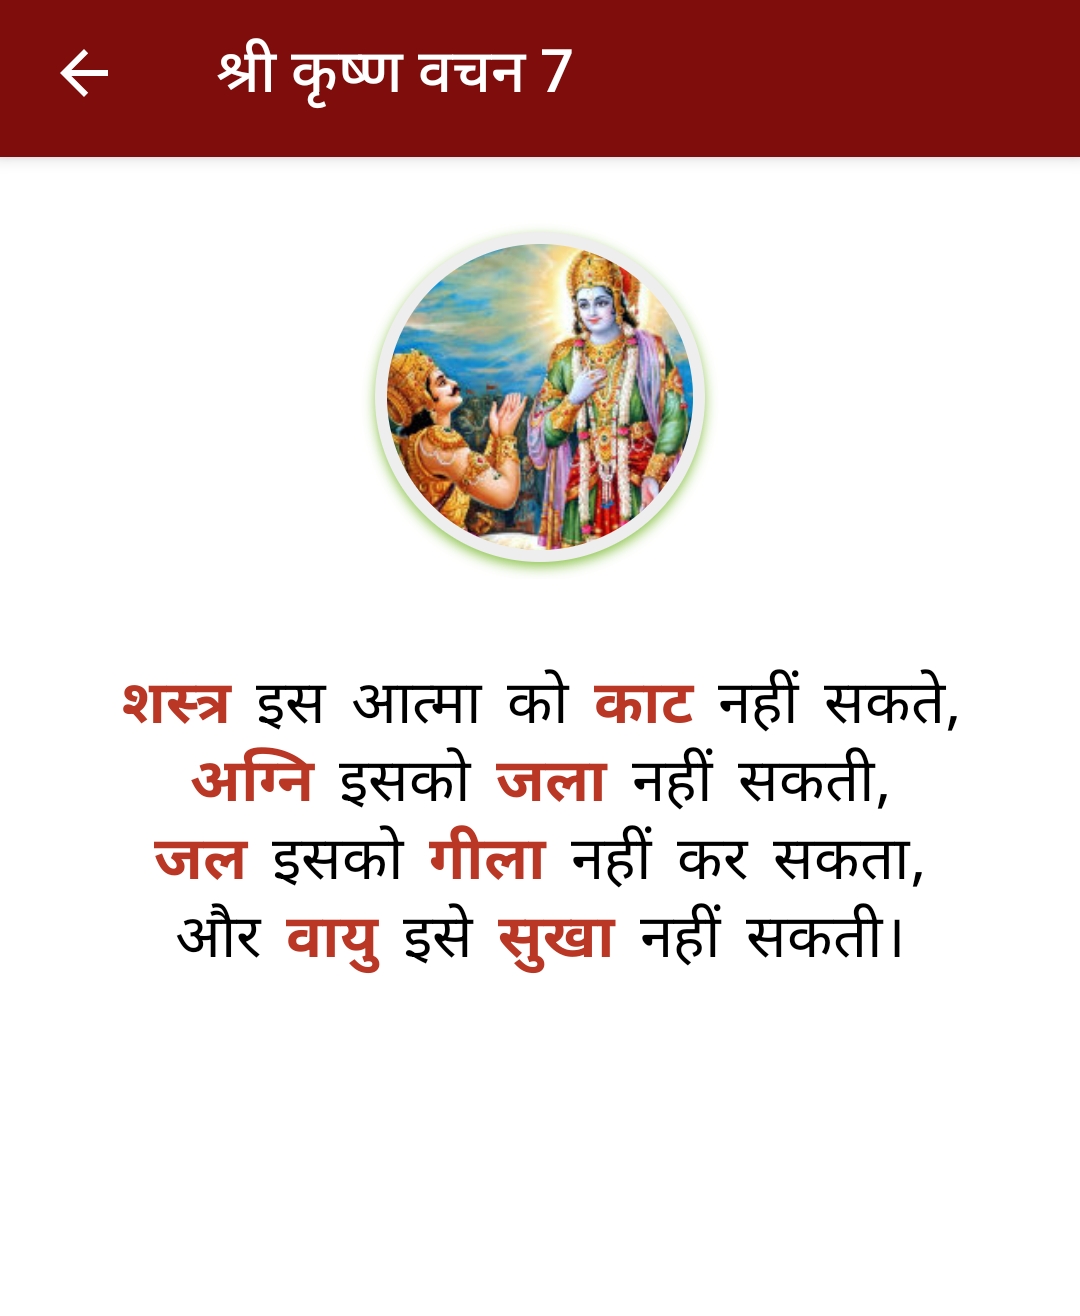 श्री कृष्ण वचन 7
शस्त्र इस आत्मा को काट नहीं सकते,
अग्नि इसको जला नहीं सकती,
जल इसको गीला नहीं कर सकता,
और वायु इसे सुखा नहीं सकती।